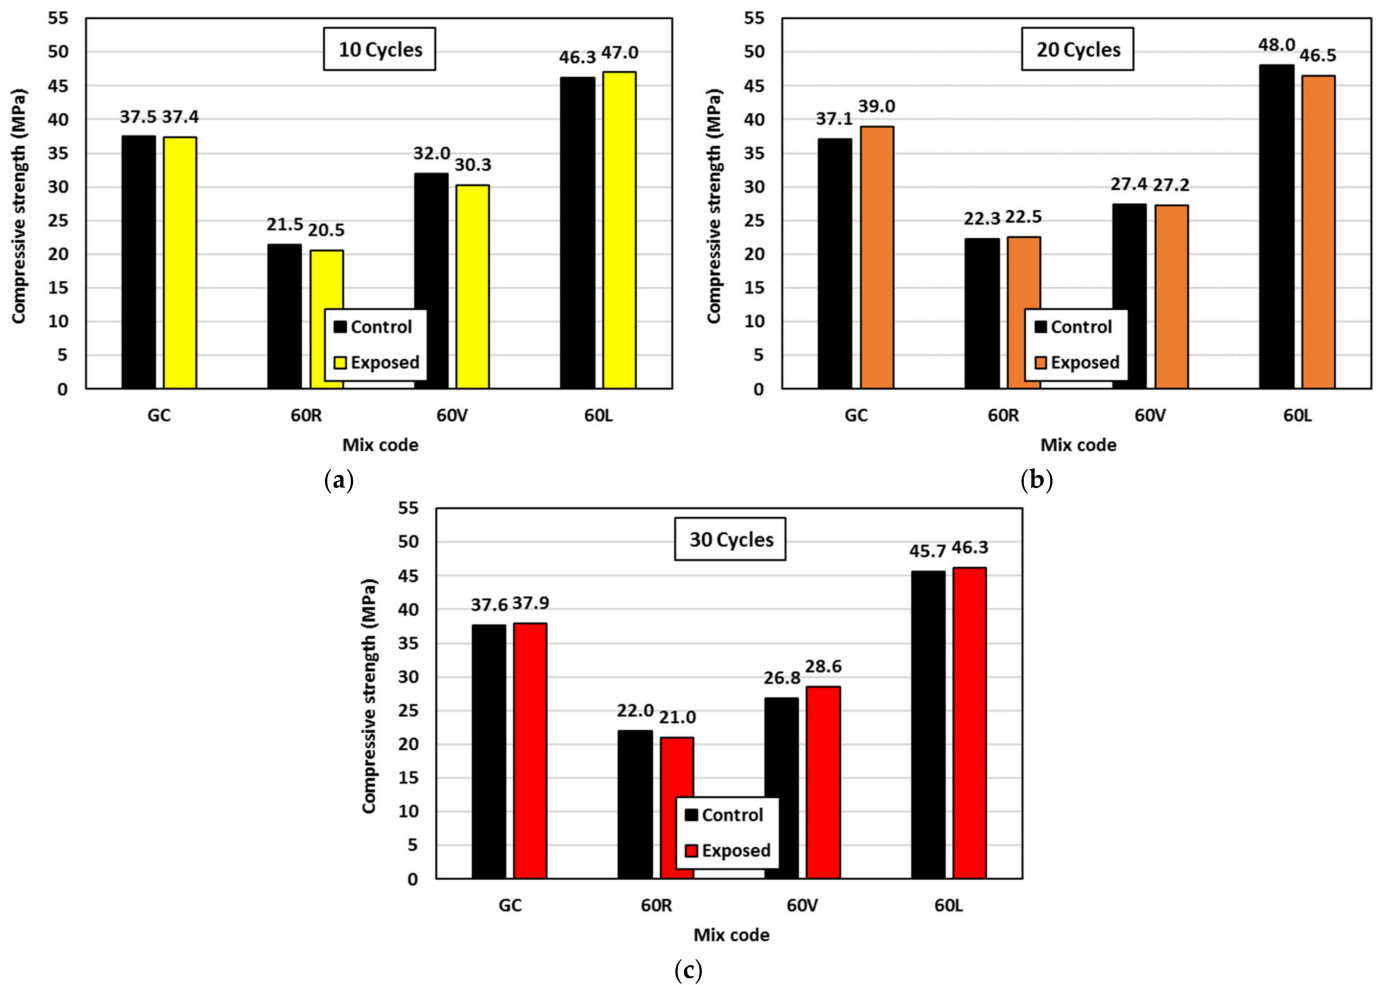 10 Cycles
Compressive strength (MPa)
55
50
45
40
35
30
25
20
15
10
5
0
37.5 37.4
21.5 20.5
32.0 30.3
46.3 47.0
Control
Exposed
GC 60R 60V 60L
Mix code
(a)
20 Cycles
Compressive strength (MPa)
55
50
45
40
35
30
25
20
15
10
5
0
37.1 39.0
22.3 22.5
27.4 27.2
48.0 46.5
Control
Exposed
GC 60R 60V 60L
Mix code
(b)
30 Cycles
Compressive strength (MPa)
55
50
45
40
35
30
25
20
15
10
5
0
37.6 37.9
22.0 21.0
26.8 28.6
45.7 46.3
Control
Exposed
GC 60R 60V 60L
Mix code
(c)